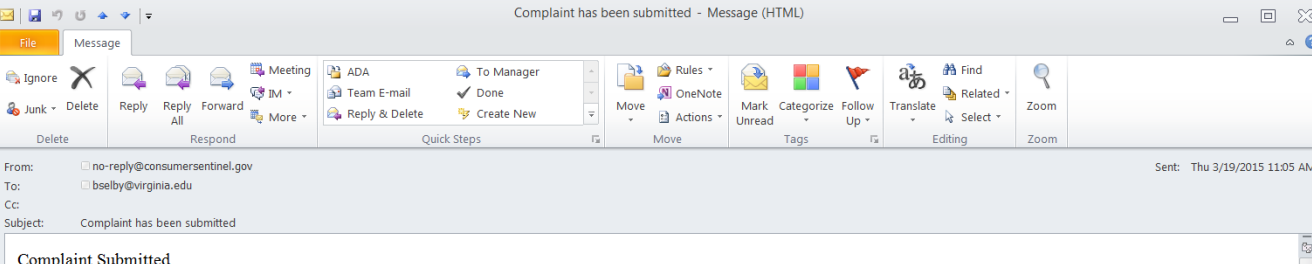 Complaint has been submitted - Message (HTML)
File Message
Ignore
Junk
Delete
Delete
Reply
Reply All
Forward
Meeting
IM
More
Respond
ADA
Team E-mail
Reply & Delete
To Manager
Done
Create New
Quick Steps
Move
Rules
OneNote
Actions
Move
Mark Unread
Categorize
Follow Up
Tags
Translate
Find
Related
Select
Editing
Zoom
Zoom
From: no-reply@consumersentinel.gov Sent: Thu 3/19/2015 11:05 AM
To: bselby@virginia.edu
Cc:
Subject: Complaint has been submitted
Complaint Submitted